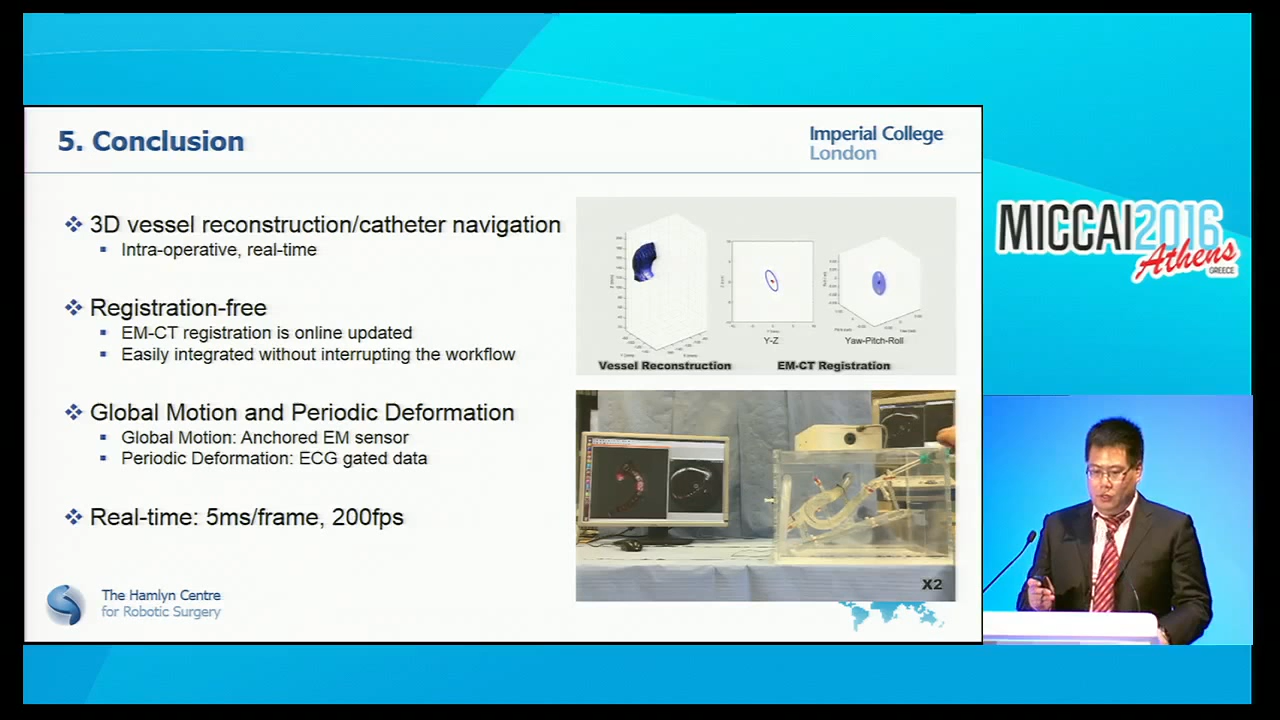 5. Conclusion
Imperial College
London
3D vessel reconstruction/catheter navigation
Intra-operative, real-time
Registration-free
EM-CT registration is online updated
Easily integrated without interrupting the workflow
Global Motion and Periodic Deformation
Global Motion: Anchored EM sensor
Periodic Deformation: ECG gated data
Real-time: 5ms/frame, 200fps
Y-Z
Yaw-Pitch-Roll
Vessel Reconstruction
EM-CT Registration
X2
The Hamlyn Centre
for Robotic Surgery
MICCAI2016
Athens
GREECE